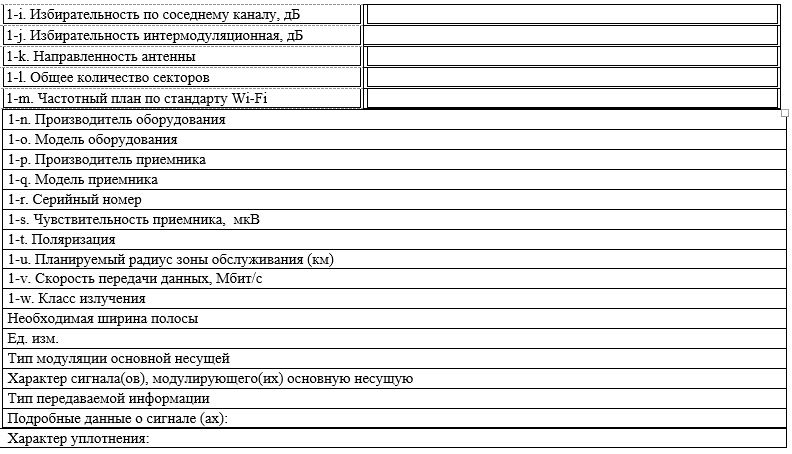 1-i. Избирательность по соседнему каналу, дБ
1-j. Избирательность интермодуляционная, дБ
1-k. Направленность антенны
1-l. Общее количество секторов
1-m. Частотный план по стандарту Wi-Fi
1-n. Производитель оборудования
1-o. Модель оборудования
1-p. Производитель приемника
1-q. Модель приемника
1-r. Серийный номер
1-s. Чувствительность приемника, мкВ
1-t. Поляризация
1-u. Планируемый радиус зоны обслуживания (км)
1-v. Скорость передачи данных, Мбит/с
1-w. Класс излучения
Необходимая ширина полосы
Ед. изм.
Тип модуляции основной несущей
Характер сигнала(ов), модулирующего(их) основную несущую
Тип передаваемой информации
Подробные данные о сигнале (ах):
Характер уплотнения: